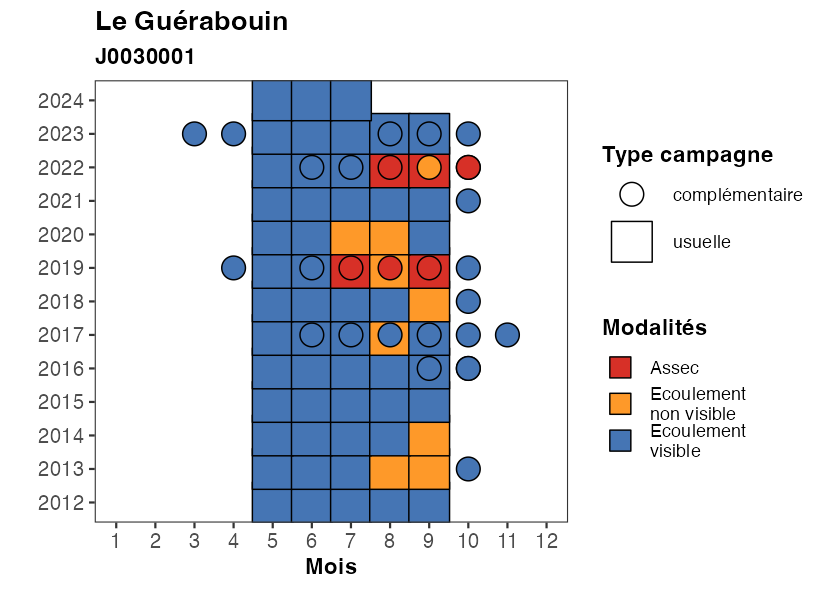 Le Guérabouin
J0030001
2024
2023
2022
2021
2020
2019
2018
2017
2016
2015
2014
2013
2012
1 2 3 4 5 6 7 8 9 10 11 12
Mois
Type campagne
complémentaire
usuelle
Modalités
Assec
Ecoulement
non visible
Ecoulement
visible